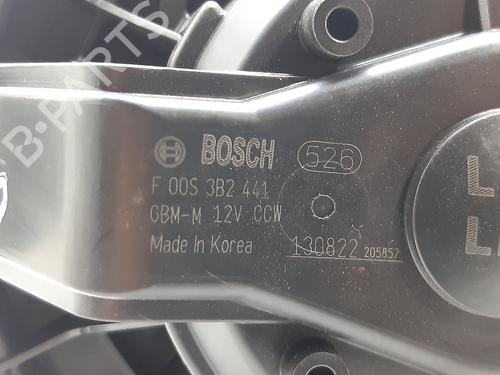 B-PARTS
BOSCH 526
F 00S 3B2 441
GBM-M 12V CCW
Made In Korea 130822 205857